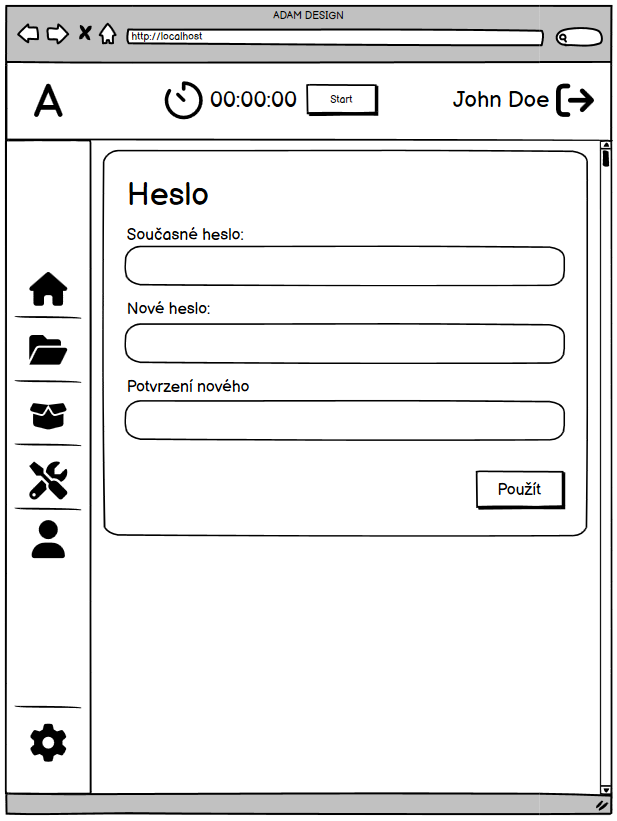 ADAM DESIGN
http://localhost
A
00:00:00
Start
John Doe
Heslo
Současné heslo:
Nové heslo:
Potvrzení nového
Použít